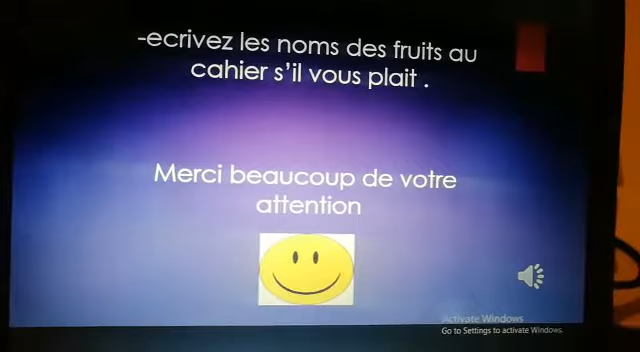 -ecrivez les noms des fruits au
cahier s'il vous plait .
Merci beaucoup de votre
attention
Activate Windows
Go to Settings to activate Windows.